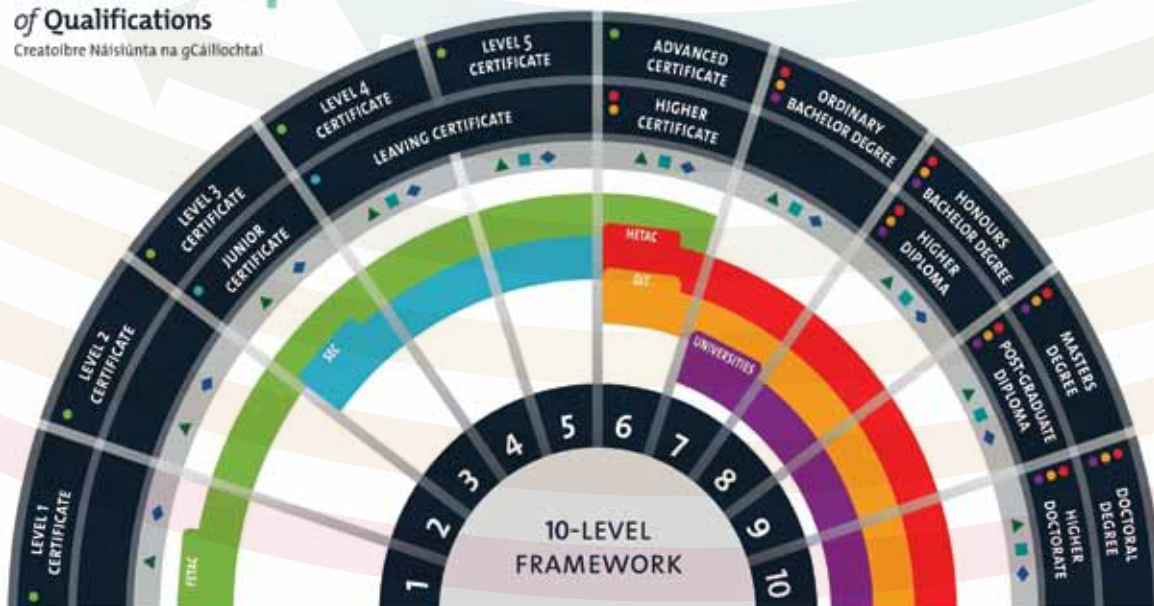 of Qualifications
Creatoibre Náisiúnta na gCáilíochtaí
LEVEL 1
CERTIFICATE
LEVEL 2
CERTIFICATE
LEVEL 3
CERTIFICATE
JUNIOR
CERTIFICATE
LEVEL 4
CERTIFICATE
LEVEL 5
CERTIFICATE
LEAVING CERTIFICATE
ADVANCED
CERTIFICATE
HIGHER
CERTIFICATE
ORDINARY
BACHELOR DEGREE
HONOURS
BACHELOR DEGREE
HIGHER
DIPLOMA
MASTERS
DEGREE
POST-GRADUATE
DIPLOMA
DOCTORAL
DEGREE
HIGHER
DOCTORATE
FETAC
SEC
HETAC
DIT
UNIVERSITIES
1
2
3
4
5
6
7
8
9
10
10-LEVEL
FRAMEWORK